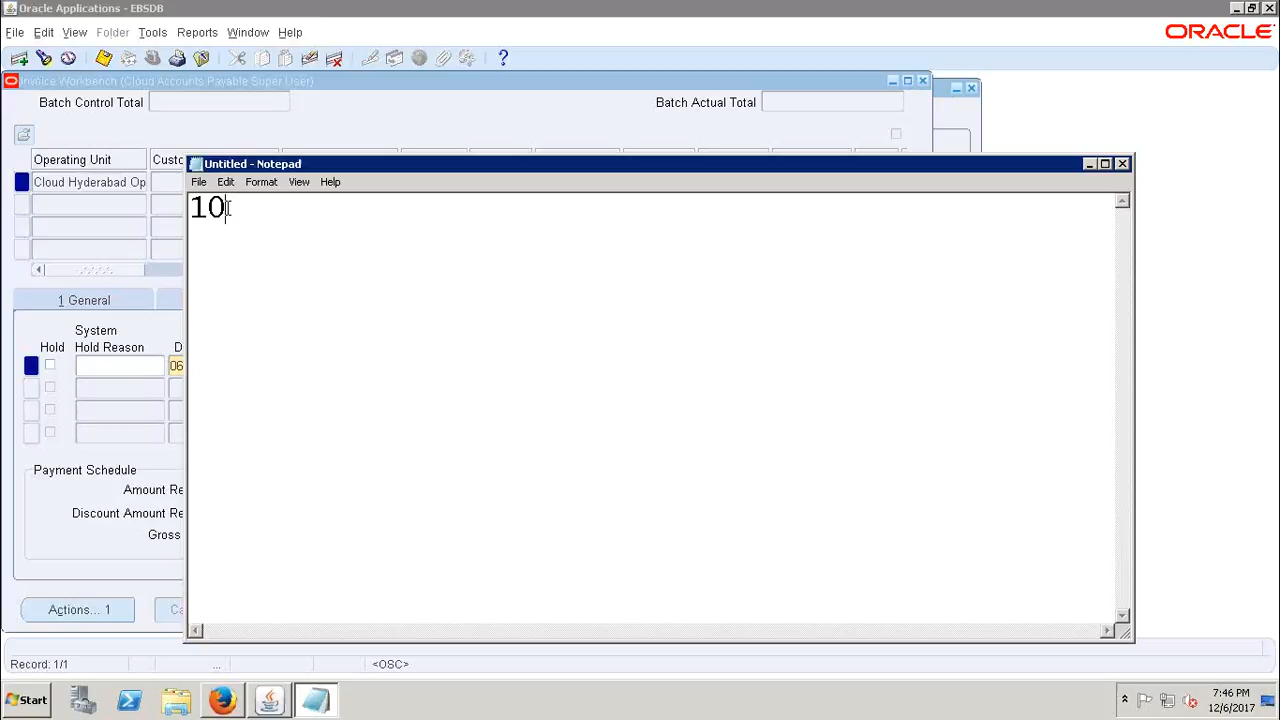 Oracle Applications - EBSDB
File Edit View Folder Tools Reports Window Help
ORACLE
Invoice Workbench (Cloud Accounts Payable Super User)
Batch Control Total
Batch Actual Total
Operating Unit Custo
Cloud Hyderabad Op
Untitled - Notepad
File Edit Format View Help
10
1 General
System
Hold Hold Reason D
06
Payment Schedule
Amount Re
Discount Amount Re
Gross
Actions... 1
Ca
Record: 1/1 ... <OSC>
Start
7:46 PM
12/6/2017